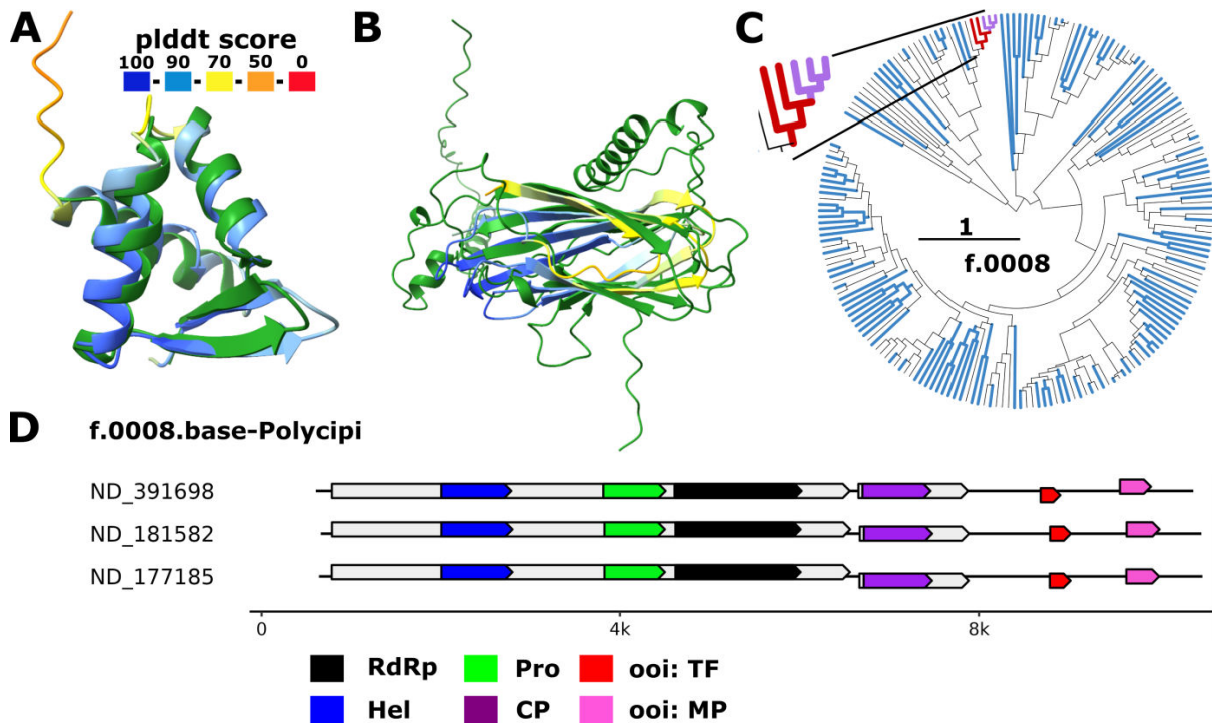 A
plddt score
100 - 90 - 70 - 50 - 0
B
C
1
f.0008
D
f.0008.base-Polycipi
ND_391698
ND_181582
ND_177185
0
4k
8k
RdRp
Pro
ooi: TF
Hel
CP
ooi: MP